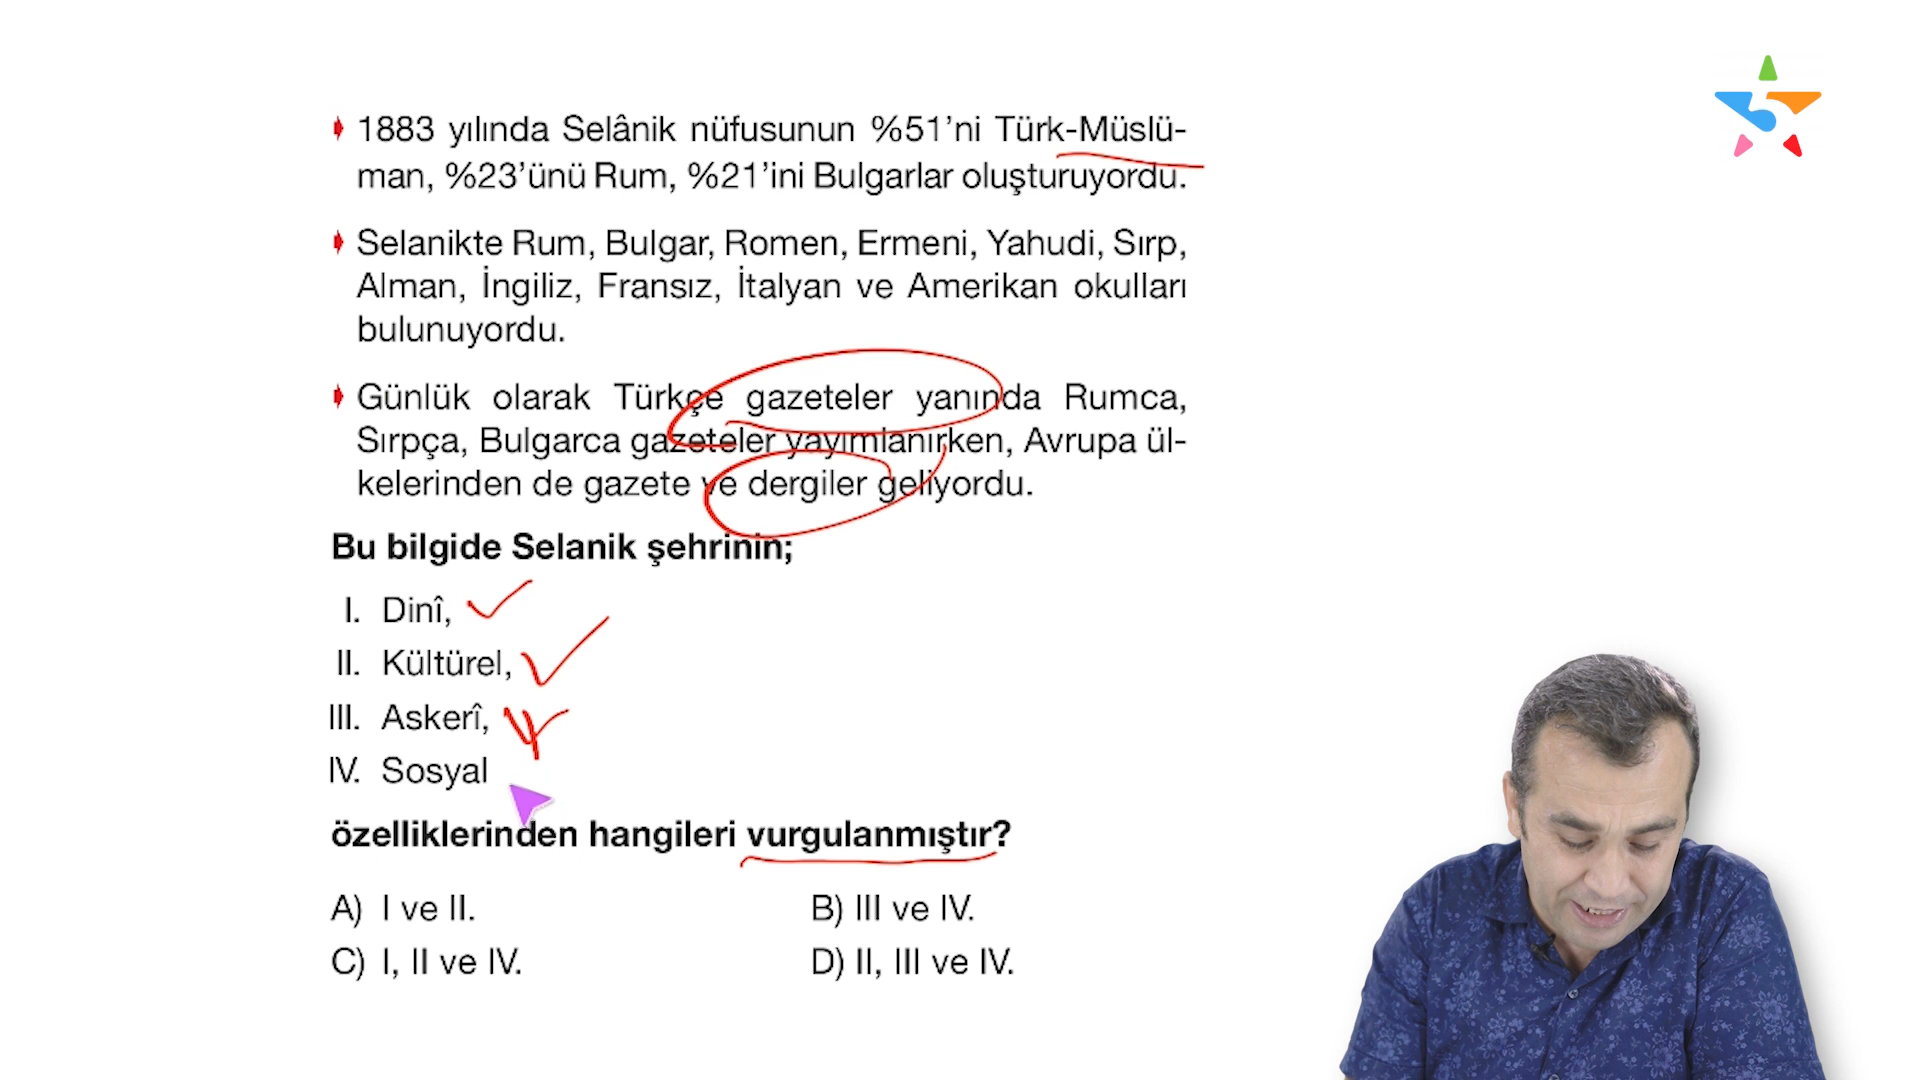 1883 yılında Selânik nüfusunun %51’ni Türk-Müslü-
man, %23’ünü Rum, %21’ini Bulgarlar oluşturuyordu.
Selanikte Rum, Bulgar, Romen, Ermeni, Yahudi, Sırp,
Alman, İngiliz, Fransız, İtalyan ve Amerikan okulları
bulunuyordu.
Günlük olarak Türkçe gazeteler yanında Rumca,
Sırpça, Bulgarca gazeteler yayımlanırken, Avrupa ül-
kelerinden de gazete ve dergiler geliyordu.
Bu bilgide Selanik şehrinin;
I. Dinî,
II. Kültürel,
III. Askerî,
IV. Sosyal
özelliklerinden hangileri vurgulanmıştır?
A) I ve II.
B) III ve IV.
C) I, II ve IV.
D) II, III ve IV.
5